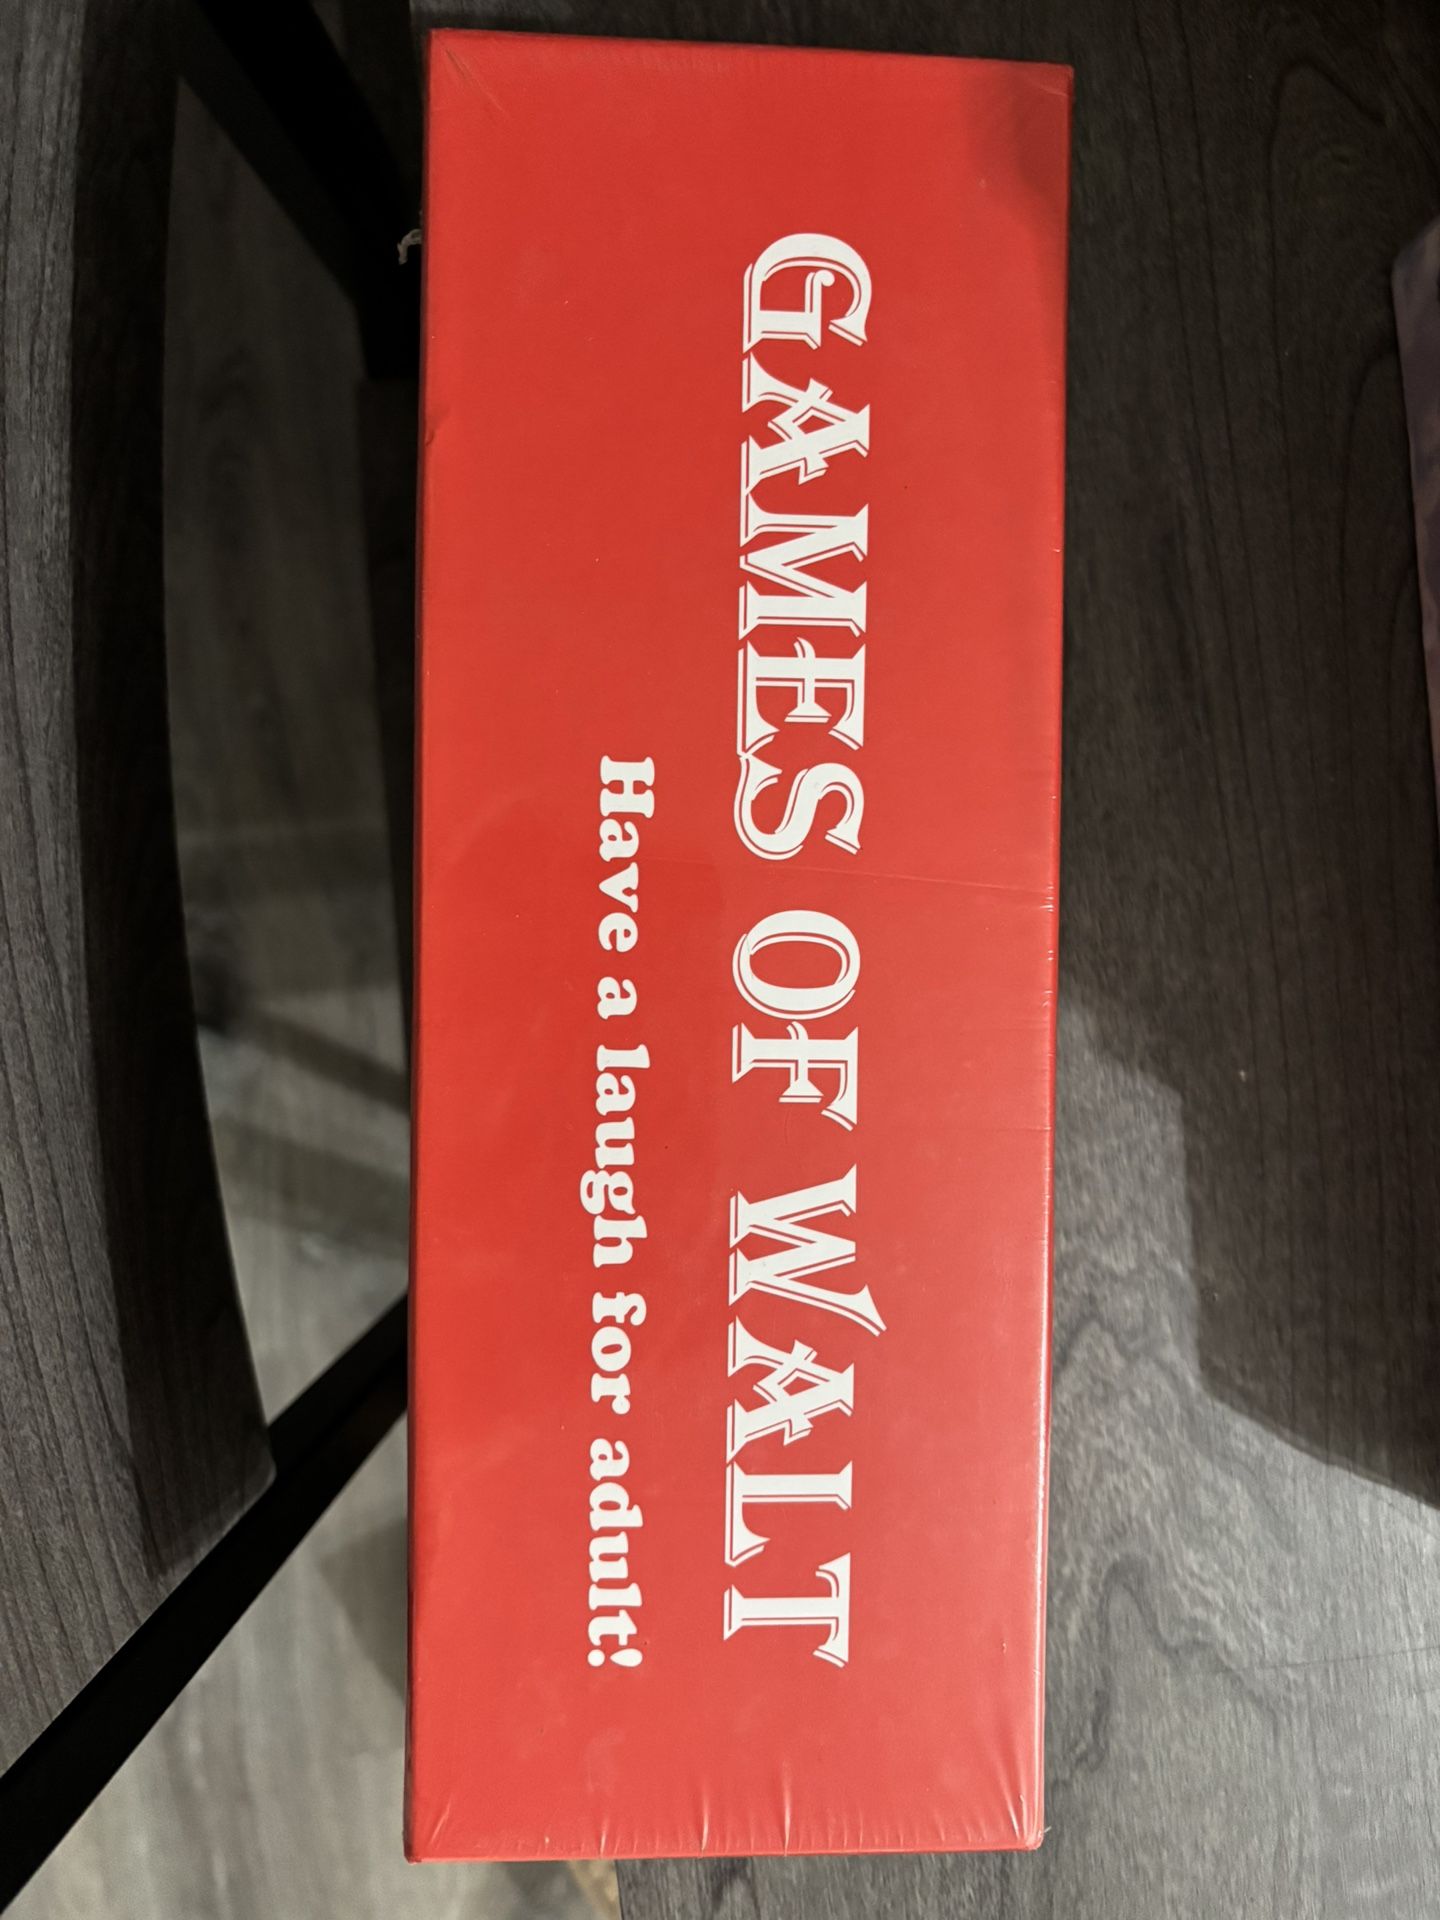 GAMES OF WALT
Have a laugh for adult!